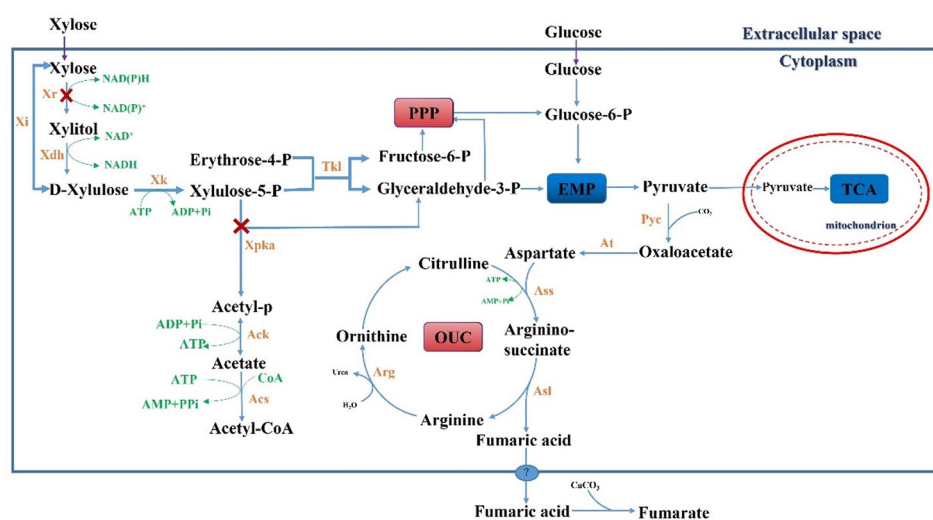 Xylose
Glucose
Extracellular space
Cytoplasm
Xylose
Glucose
NAD(P)H
Xr
NAD(P)⁺
Xi
Xylitol
NAD⁺
Xdh
NADH
D-Xylulose
Xk
ATP
ADP+Pi
Xylulose-5-P
Erythrose-4-P
Tkl
PPP
Fructose-6-P
Glyceraldehyde-3-P
Glucose-6-P
EMP
Pyruvate
Pyruvate
TCA
mitochondrion
Pyc
CO₂
Oxaloacetate
At
Aspartate
Xpka
Acetyl-p
ADP+Pi
Ack
ATP
Acetate
ATP
CoA
Acs
AMP+PPi
Acetyl-CoA
Citrulline
ATP
Ass
AMP+Pi
Arginino-
succinate
OUC
Ornithine
Urea
Arg
H₂O
Arginine
Asl
Fumaric acid
?
Fumaric acid
CaCO₃
Fumarate